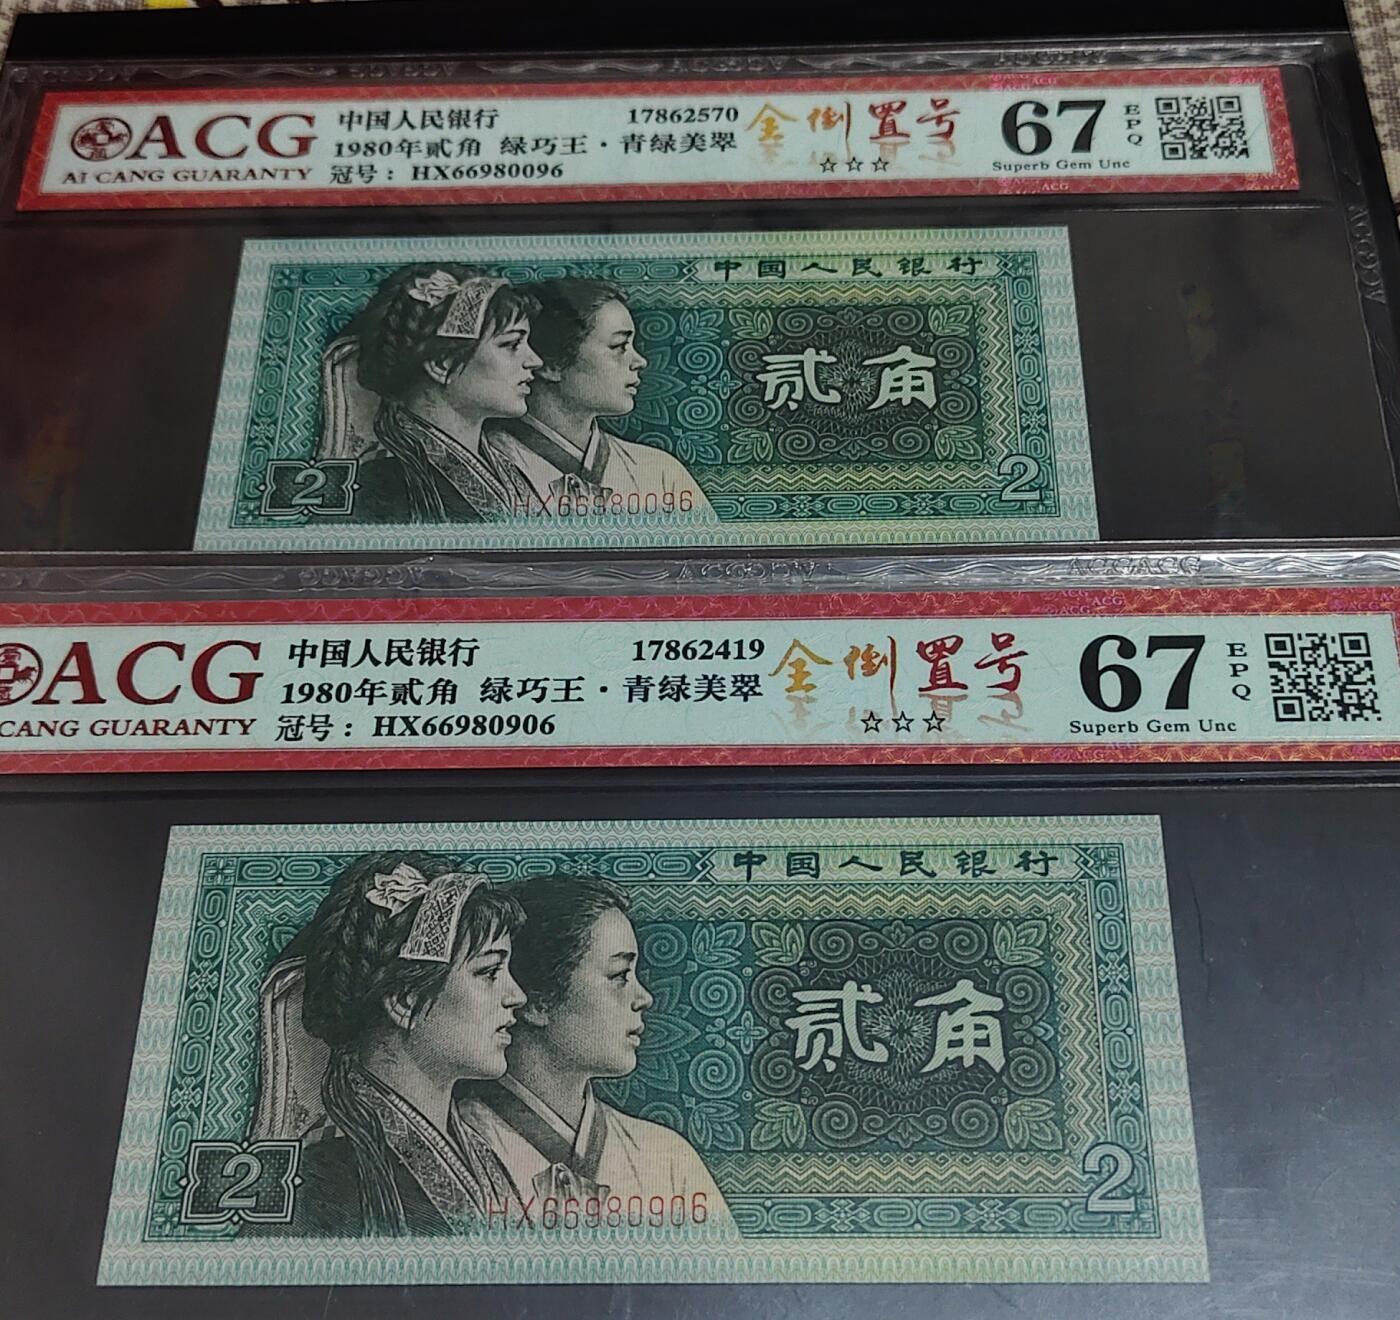 ACG
AI CANG GUARANTY
中国人民银行 17862570
1980年贰角 绿巧王·青绿美翠
冠号： HX66980096
全倒置号
☆☆☆
67
EPQ
Superb Gem Unc
中国人民银行
贰角
2
2
HX66980096
ACG
CANG GUARANTY
中国人民银行 17862419
1980年贰角 绿巧王·青绿美翠
冠号： HX66980906
全倒置号
☆☆☆
67
EPQ
Superb Gem Unc
中国人民银行
贰角
2
2
HX66980906